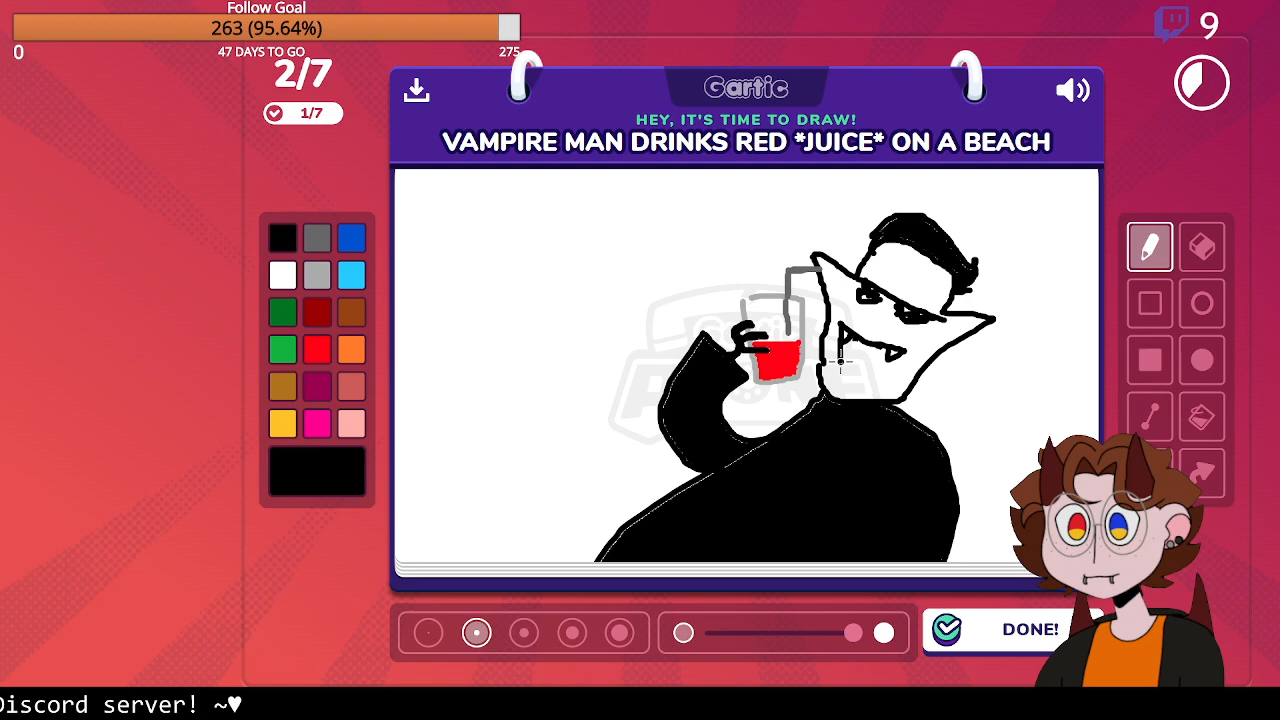 Follow Goal
263 (95.64%)
0
47 DAYS TO GO
275
2/7
1/7
9
Gartic
HEY, IT'S TIME TO DRAW!
VAMPIRE MAN DRINKS RED *JUICE* ON A BEACH
DONE!
Discord server! ~♥